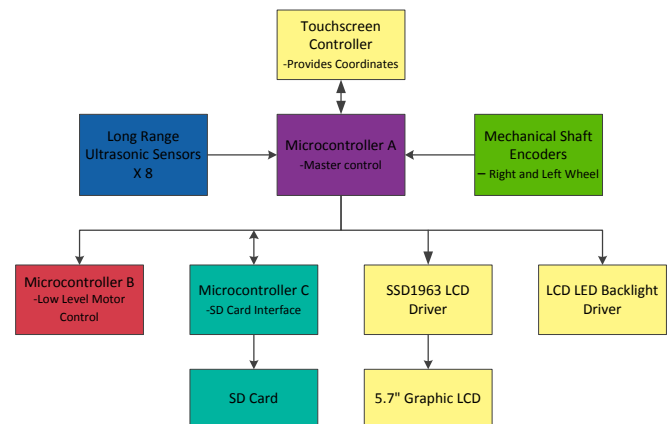 Touchscreen
Controller
-Provides Coordinates
Long Range
Ultrasonic Sensors
X 8
Microcontroller A
-Master control
Mechanical Shaft
Encoders
– Right and Left Wheel
Microcontroller B
-Low Level Motor
Control
Microcontroller C
-SD Card Interface
SSD1963 LCD
Driver
LCD LED Backlight
Driver
SD Card
5.7" Graphic LCD